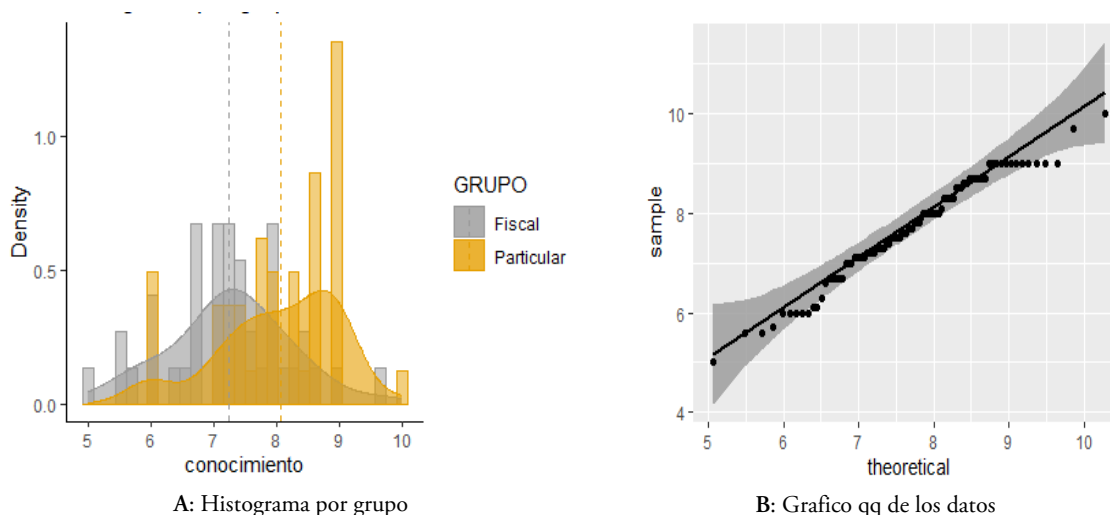 1.0
0.5
0.0
Density
5 6 7 8 9 10
conocimiento
GRUPO
Fiscal
Particular
A: Histograma por grupo
10
8
6
4
sample
5 6 7 8 9 10
theoretical
B: Grafico qq de los datos